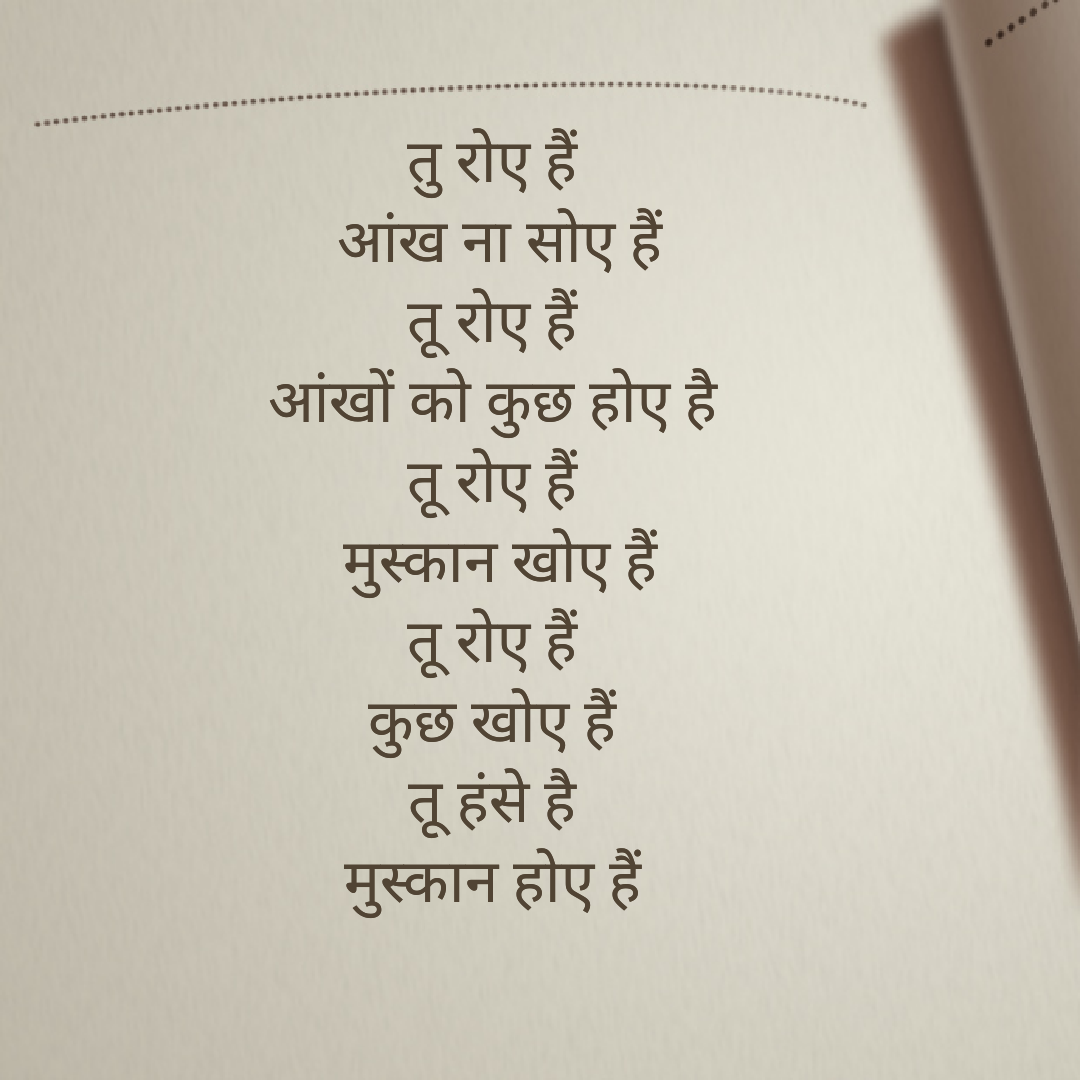 तु रोए हैं
आंख ना सोए हैं
तू रोए हैं
आंखों को कुछ होए है
तू रोए हैं
मुस्कान खोए हैं
तू रोए हैं
कुछ खोए हैं
तू हंसे है
मुस्कान होए हैं